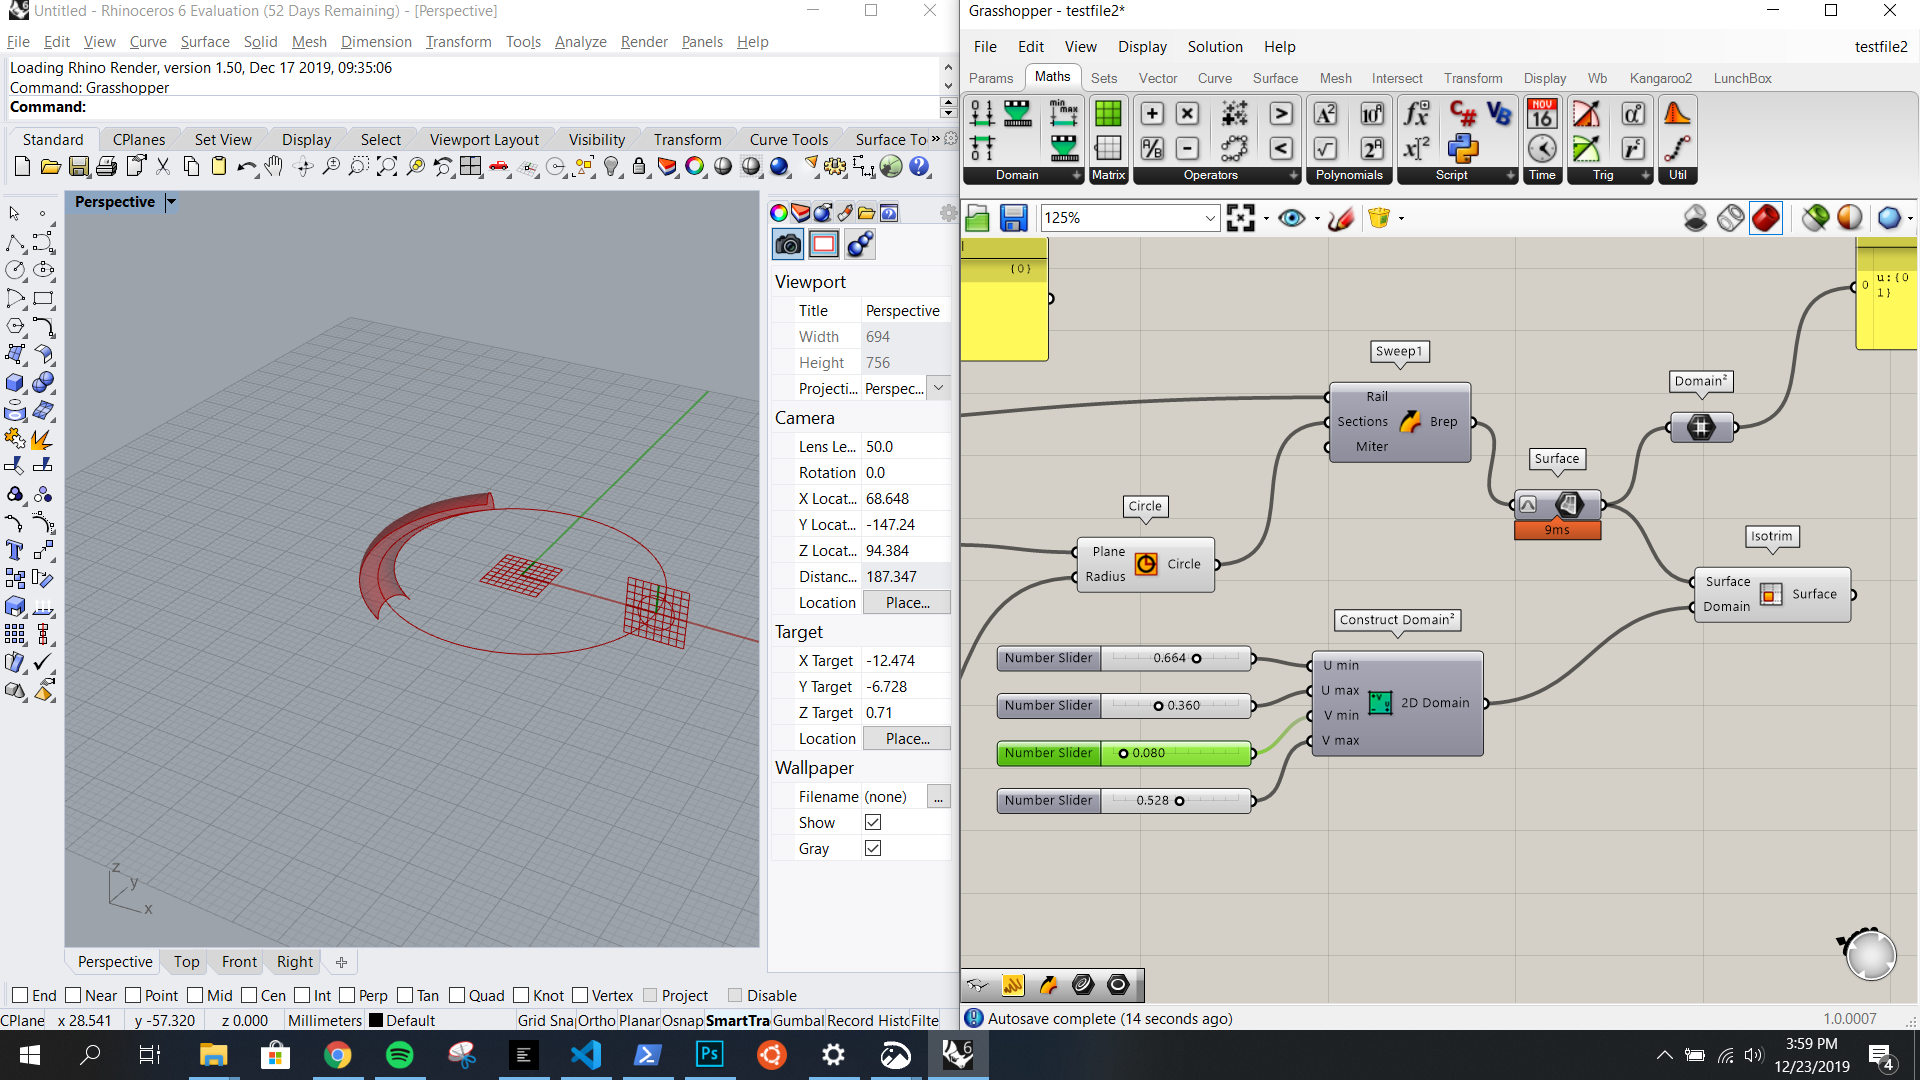 Untitled - Rhinoceros 6 Evaluation (52 Days Remaining) - [Perspective]
File Edit View Curve Surface Solid Mesh Dimension Transform Tools Analyze Render Panels Help
Loading Rhino Render, version 1.50, Dec 17 2019, 09:35:06
Command: Grasshopper
Command:
Standard CPlanes Set View Display Select Viewport Layout Visibility Transform Curve Tools Surface To »
Perspective
Viewport
Title Perspective
Width 694
Height 756
Projecti... Perspec...
Camera
Lens Le... 50.0
Rotation 0.0
X Locat... 68.648
Y Locat... -147.24
Z Locat... 94.384
Distanc... 187.347
Location Place...
Target
X Target -12.474
Y Target -6.728
Z Target 0.71
Location Place...
Wallpaper
Filename (none) ...
Show
Gray
z
y
x
Perspective Top Front Right
End Near Point Mid Cen Int Perp Tan Quad Knot Vertex Project Disable
CPlane x 28.541 y -57.320 z 0.000 Millimeters Default Grid Sna Ortho Planar Osnap SmartTra Gumbal Record Histo Filte
Grasshopper - testfile2*
File Edit View Display Solution Help testfile2
Params Maths Sets Vector Curve Surface Mesh Intersect Transform Display Wb Kangaroo2 LunchBox
Domain Matrix Operators Polynomials Script Time Trig Util
125%
{0}
u:{0
0
1}
Sweep1
Rail
Sections Brep
Miter
Domain²
Surface
9ms
Circle
Plane
Radius
Circle
Isotrim
Surface
Domain
Surface
Construct Domain²
U min
U max
V min
V max
2D Domain
Number Slider 0.664
Number Slider 0.360
Number Slider 0.080
Number Slider 0.528
Autosave complete (14 seconds ago) 1.0.0007
3:59 PM
12/23/2019
4